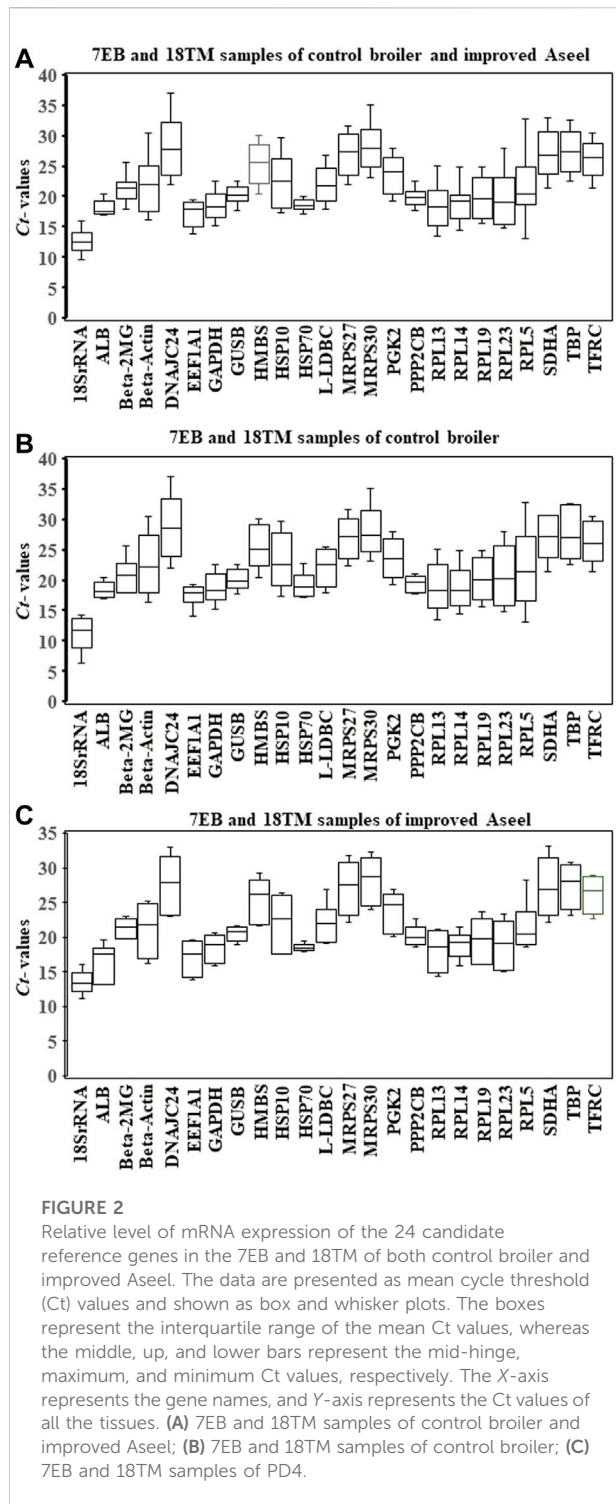 A
7EB and 18TM samples of control broiler and improved Aseel
Ct- values
40
35
30
25
20
15
10
5
0
18SrRNA
ALB
Beta-2MG
Beta-Actin
DNAJC24
EEF1A1
GAPDH
GUSB
HMBS
HSP10
HSP70
L-LDBC
MRPS27
MRPS30
PGK2
PPP2CB
RPL13
RPL14
RPL19
RPL23
RPL5
SDHA
TBP
TFRC
B
7EB and 18TM samples of control broiler
Ct- values
40
35
30
25
20
15
10
5
0
18SrRNA
ALB
Beta-2MG
Beta-Actin
DNAJC24
EEF1A1
GAPDH
GUSB
HMBS
HSP10
HSP70
L-LDBC
MRPS27
MRPS30
PGK2
PPP2CB
RPL13
RPL14
RPL19
RPL23
RPL5
SDHA
TBP
TFRC
C
7EB and 18TM samples of improved Aseel
Ct- values
35
30
25
20
15
10
5
0
18SrRNA
ALB
Beta-2MG
Beta-Actin
DNAJC24
EEF1A1
GAPDH
GUSB
HMBS
HSP10
HSP70
L-LDBC
MRPS27
MRPS30
PGK2
PPP2CB
RPL13
RPL14
RPL19
RPL23
RPL5
SDHA
TBP
TFRC
FIGURE 2
Relative level of mRNA expression of the 24 candidate
reference genes in the 7EB and 18TM of both control broiler and
improved Aseel. The data are presented as mean cycle threshold
(Ct) values and shown as box and whisker plots. The boxes
represent the interquartile range of the mean Ct values, whereas
the middle, up, and lower bars represent the mid-hinge,
maximum, and minimum Ct values, respectively. The X-axis
represents the gene names, and Y-axis represents the Ct values of
all the tissues. (A) 7EB and 18TM samples of control broiler and
improved Aseel; (B) 7EB and 18TM samples of control broiler; (C)
7EB and 18TM samples of PD4.